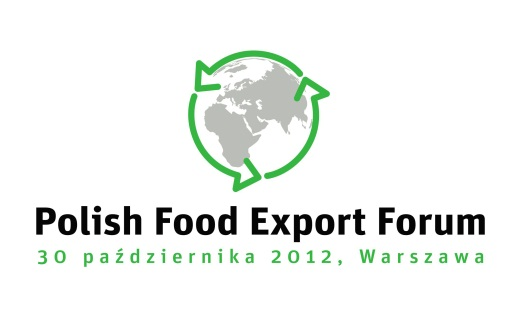 Polish Food Export Forum
30 października 2012, Warszawa